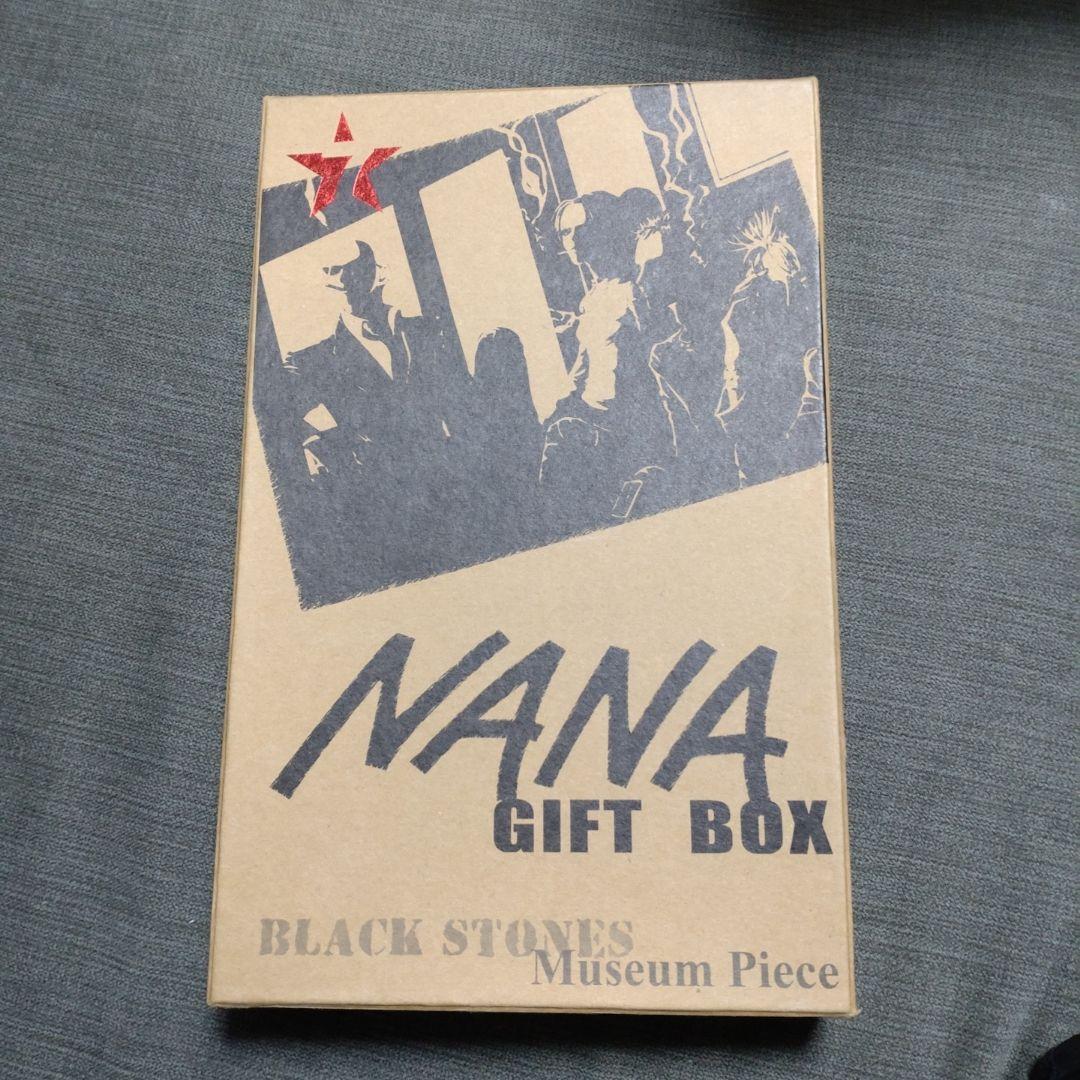 NANA
GIFT BOX
BLACK STONES
Museum Piece